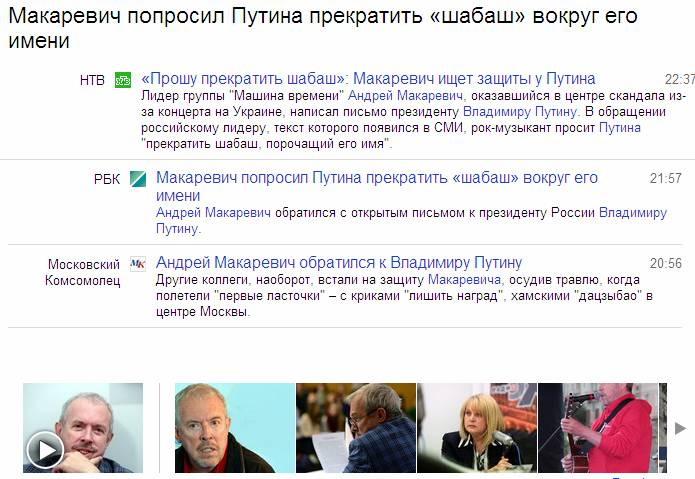 Макаревич попросил Путина прекратить «шабаш» вокруг его
имени
НТВ
«Прошу прекратить шабаш»: Макаревич ищет защиты у Путина
22:37
Лидер группы "Машина времени" Андрей Макаревич, оказавшийся в центре скандала из-
за концерта на Украине, написал письмо президенту Владимиру Путину. В обращении
российскому лидеру, текст которого появился в СМИ, рок-музыкант просит Путина
"прекратить шабаш, порочащий его имя".
РБК
Макаревич попросил Путина прекратить «шабаш» вокруг его
имени
21:57
Андрей Макаревич обратился с открытым письмом к президенту России Владимиру
Путину.
Московский
Комсомолец
МК
Андрей Макаревич обратился к Владимиру Путину
20:56
Другие коллеги, наоборот, встали на защиту Макаревича, осудив травлю, когда
полетели "первые ласточки" – с криками "лишить наград", хамскими "дацзыбао" в
центре Москвы.